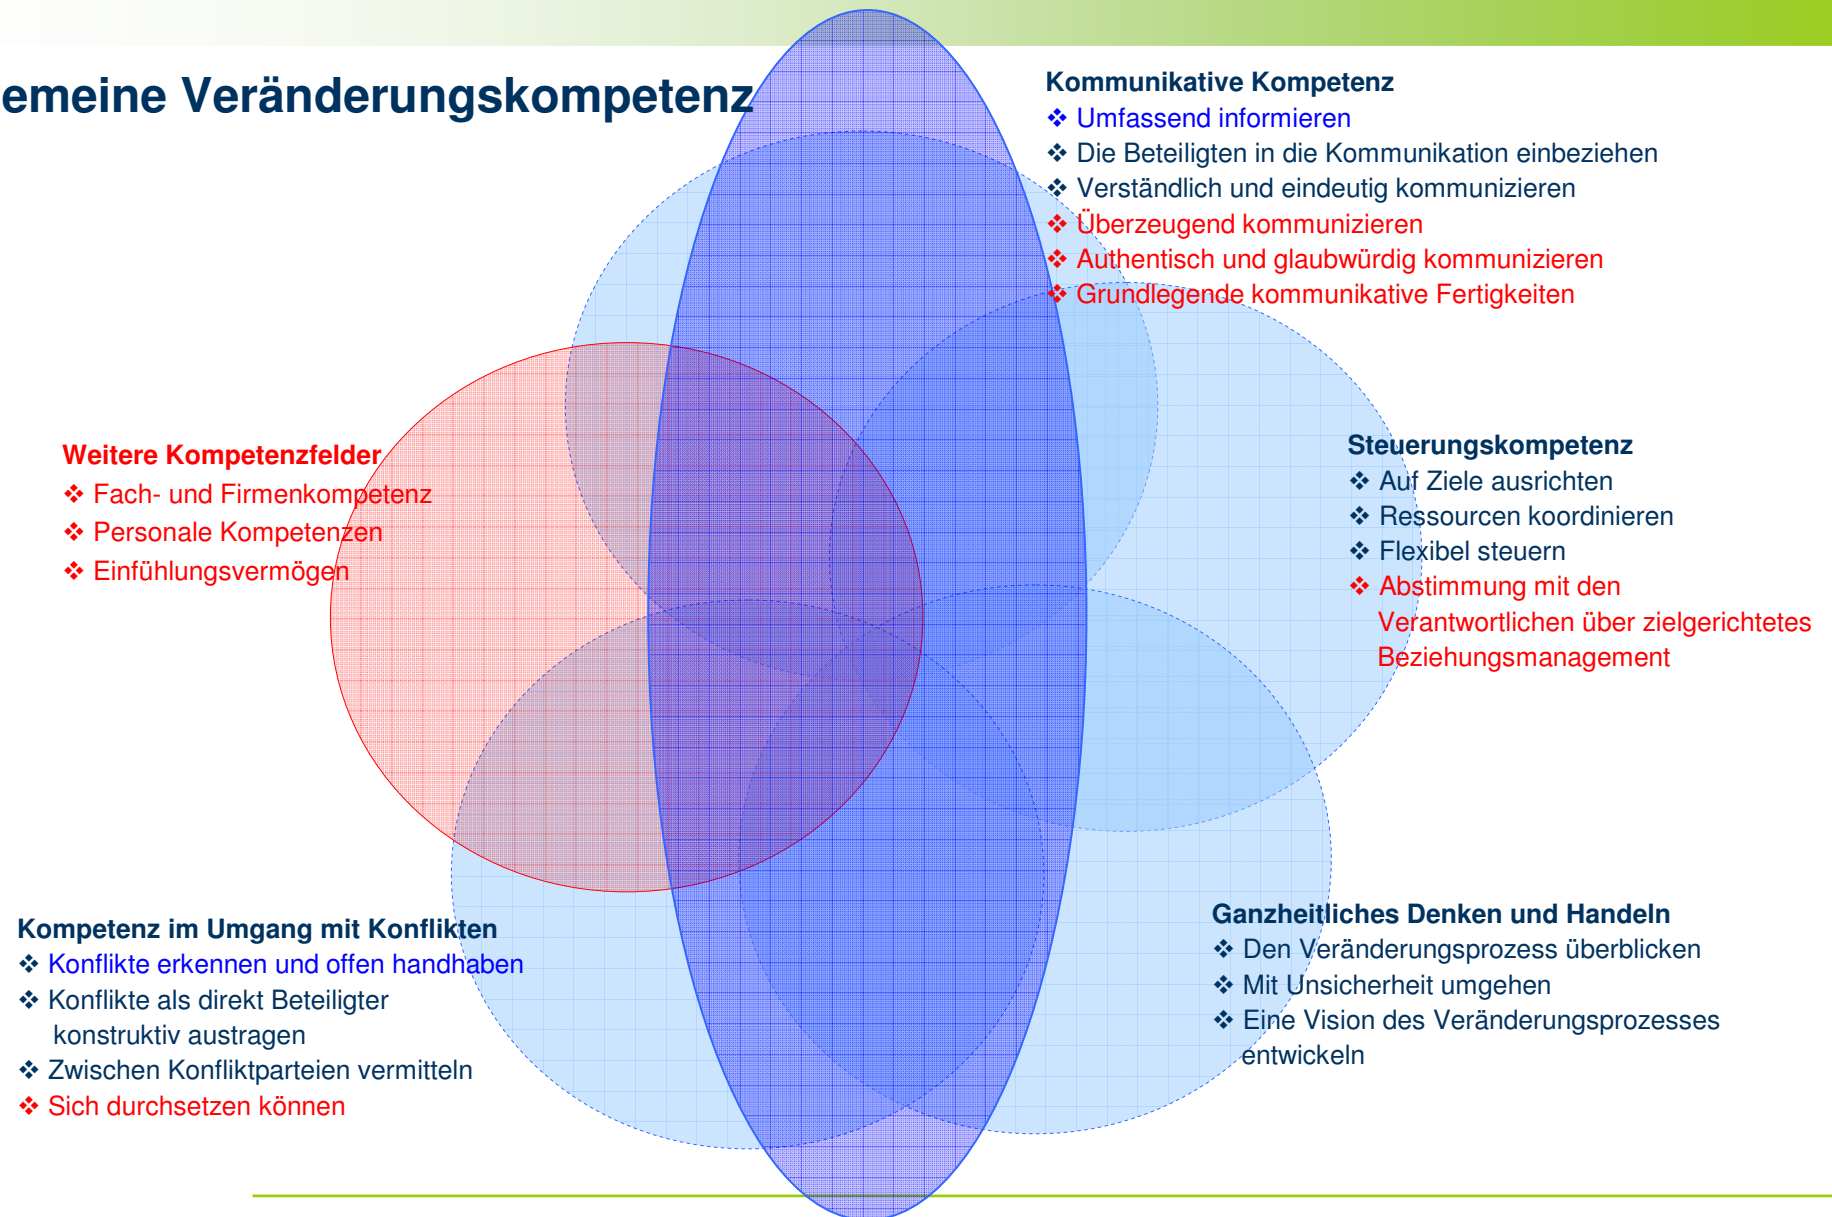 emeine Veränderungskompetenz
Kommunikative Kompetenz
❖ Umfassend informieren
❖ Die Beteiligten in die Kommunikation einbeziehen
❖ Verständlich und eindeutig kommunizieren
❖ Überzeugend kommunizieren
❖ Authentisch und glaubwürdig kommunizieren
❖ Grundlegende kommunikative Fertigkeiten
Steuerungskompetenz
❖ Auf Ziele ausrichten
❖ Ressourcen koordinieren
❖ Flexibel steuern
❖ Abstimmung mit den
Verantwortlichen über zielgerichtetes
Beziehungsmanagement
Weitere Kompetenzfelder
❖ Fach- und Firmenkompetenz
❖ Personale Kompetenzen
❖ Einfühlungsvermögen
Kompetenz im Umgang mit Konflikten
❖ Konflikte erkennen und offen handhaben
❖ Konflikte als direkt Beteiligter
konstruktiv austragen
❖ Zwischen Konfliktparteien vermitteln
❖ Sich durchsetzen können
Ganzheitliches Denken und Handeln
❖ Den Veränderungsprozess überblicken
❖ Mit Unsicherheit umgehen
❖ Eine Vision des Veränderungsprozesses
entwickeln